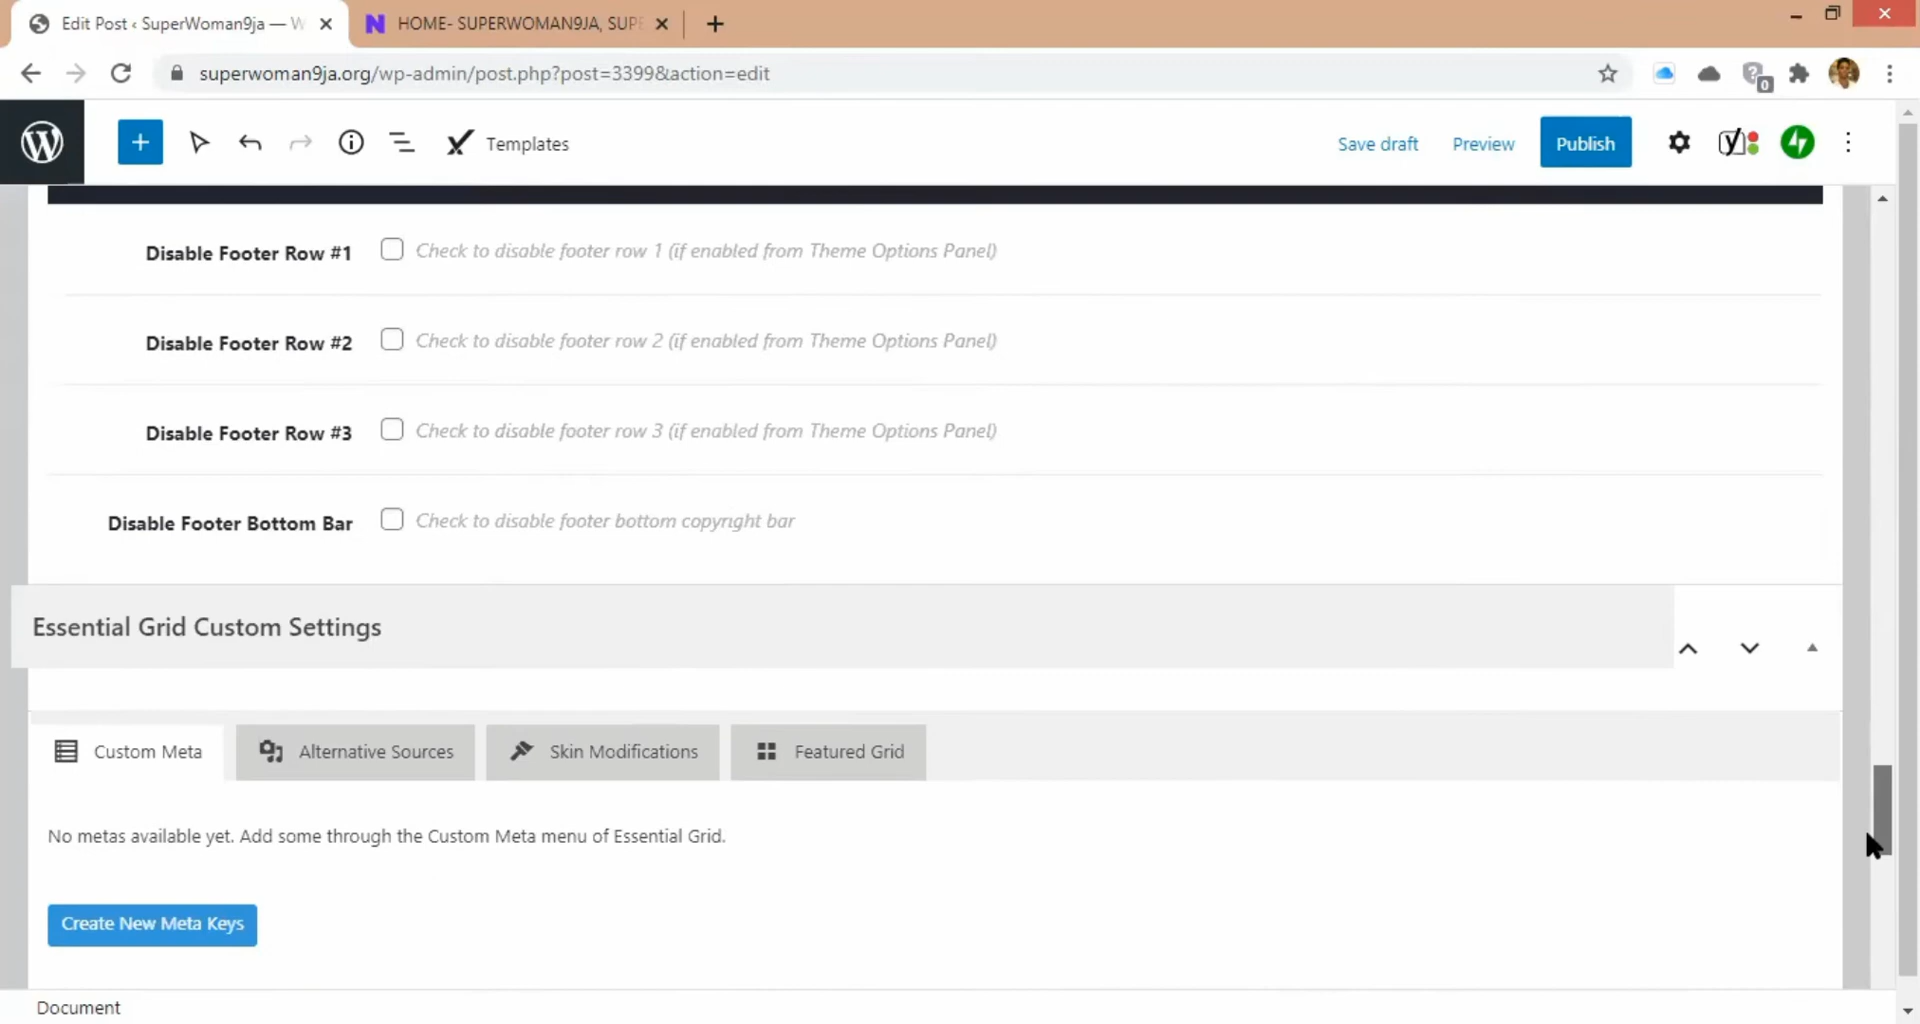 Edit Post ‹ SuperWoman9ja — W
HOME- SUPERWOMAN9JA, SUPE
superwoman9ja.org/wp-admin/post.php?post=3399&action=edit
0
Templates
Save draft
Preview
Publish
Disable Footer Row #1
Check to disable footer row 1 (if enabled from Theme Options Panel)
Disable Footer Row #2
Check to disable footer row 2 (if enabled from Theme Options Panel)
Disable Footer Row #3
Check to disable footer row 3 (if enabled from Theme Options Panel)
Disable Footer Bottom Bar
Check to disable footer bottom copyright bar
Essential Grid Custom Settings
Custom Meta
Alternative Sources
Skin Modifications
Featured Grid
No metas available yet. Add some through the Custom Meta menu of Essential Grid.
Create New Meta Keys
Document